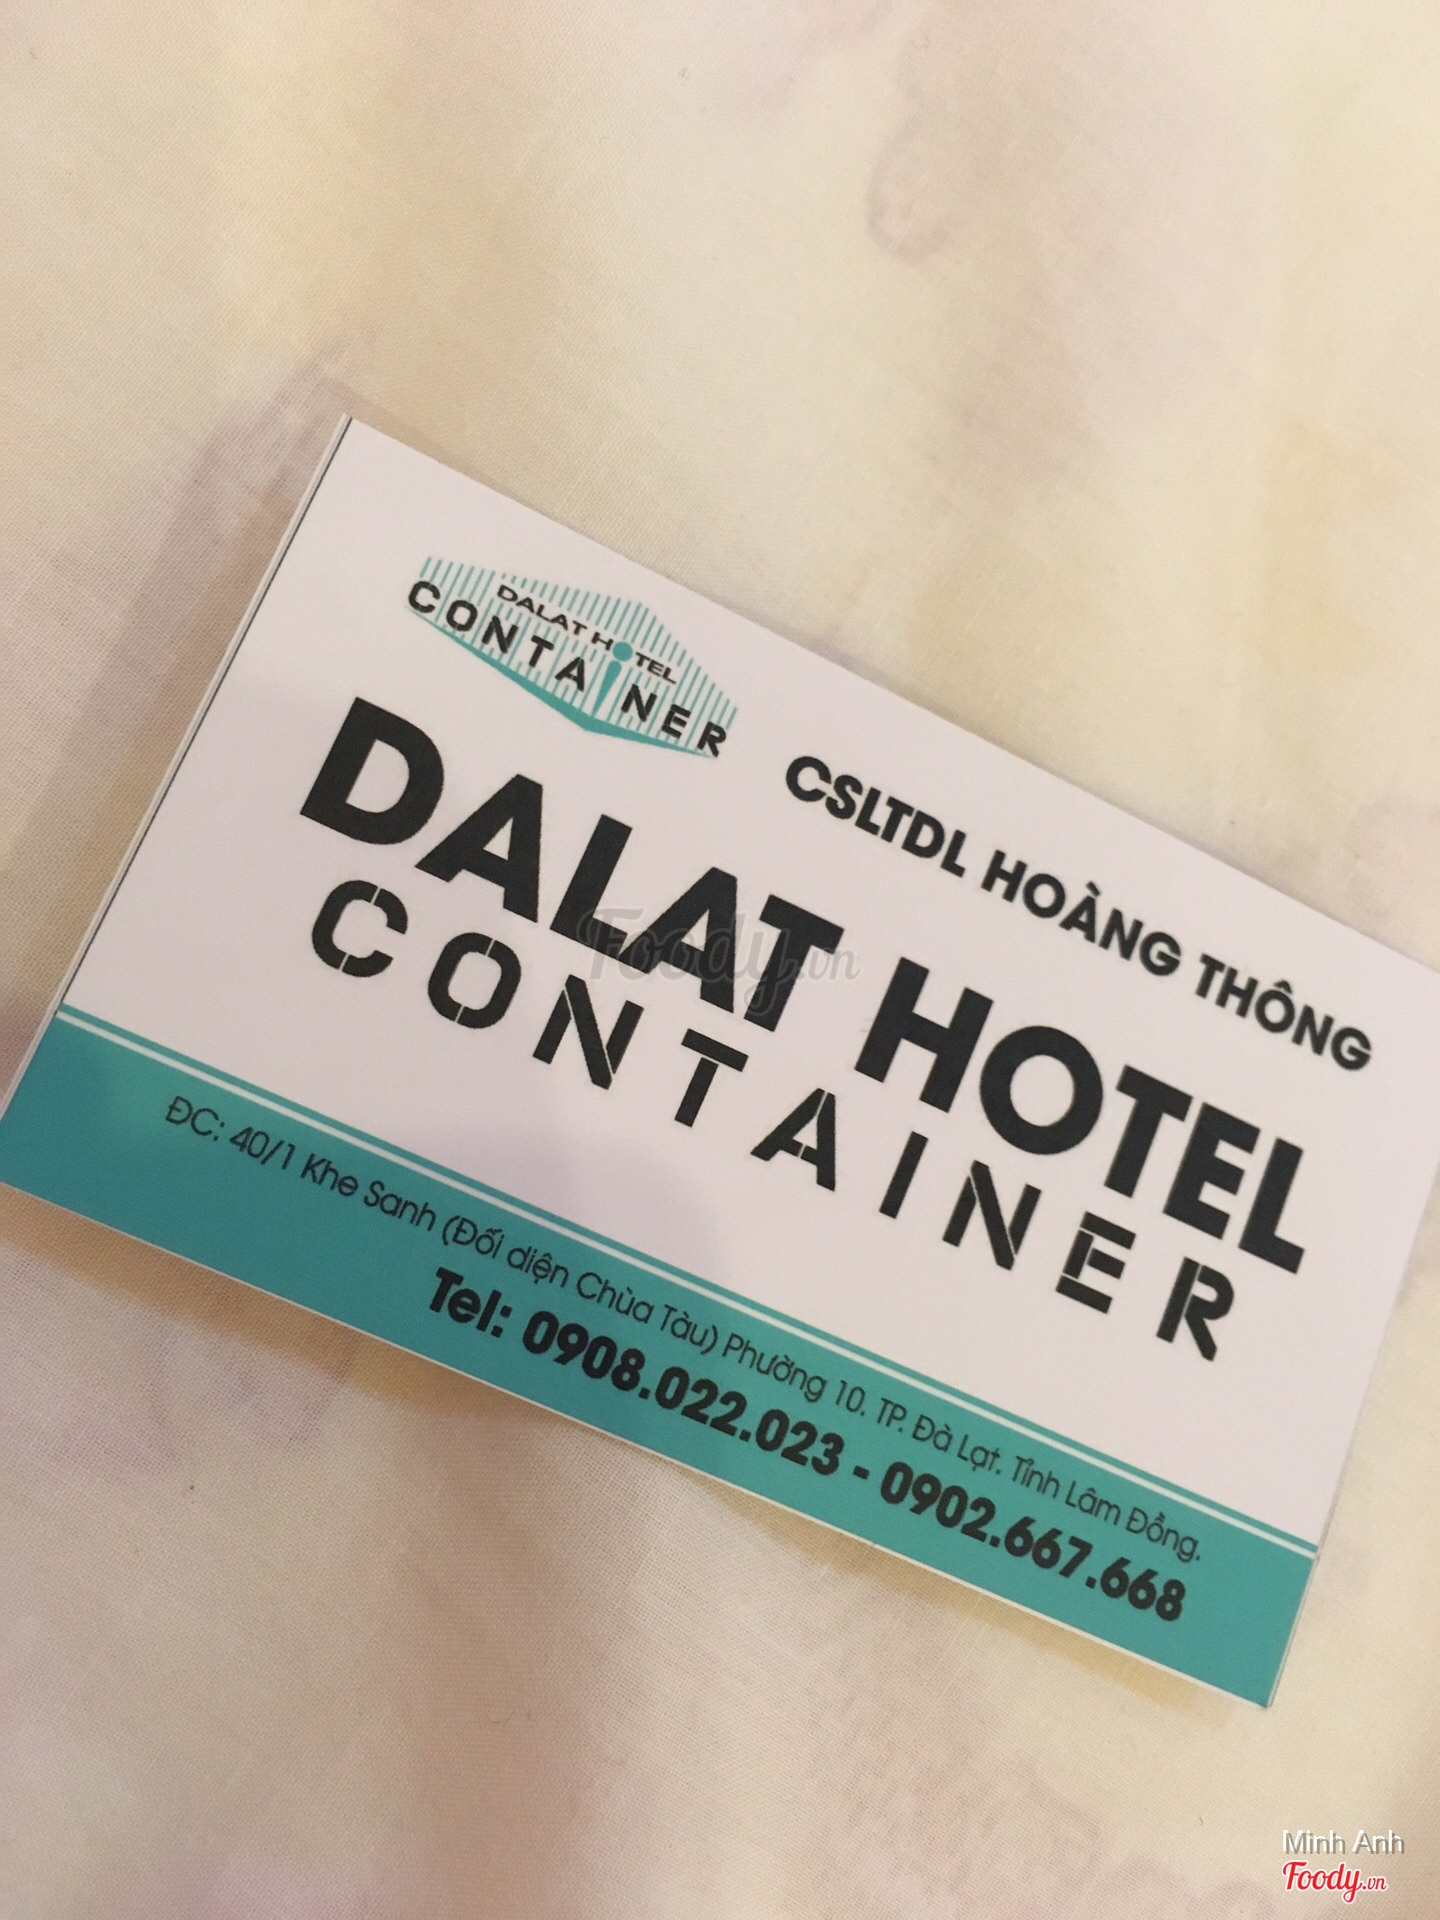 DALAT HOTEL
CONTAINER
CSLTDL HOÀNG THÔNG
DALAT HOTEL
CONTAINER
ĐC: 40/1 Khe Sanh (Đối diện Chùa Tàu) Phường 10. TP. Đà Lạt. Tỉnh Lâm Đồng.
Tel: 0908.022.023 - 0902.667.668
Foody.vn
Minh Anh
Foody.vn